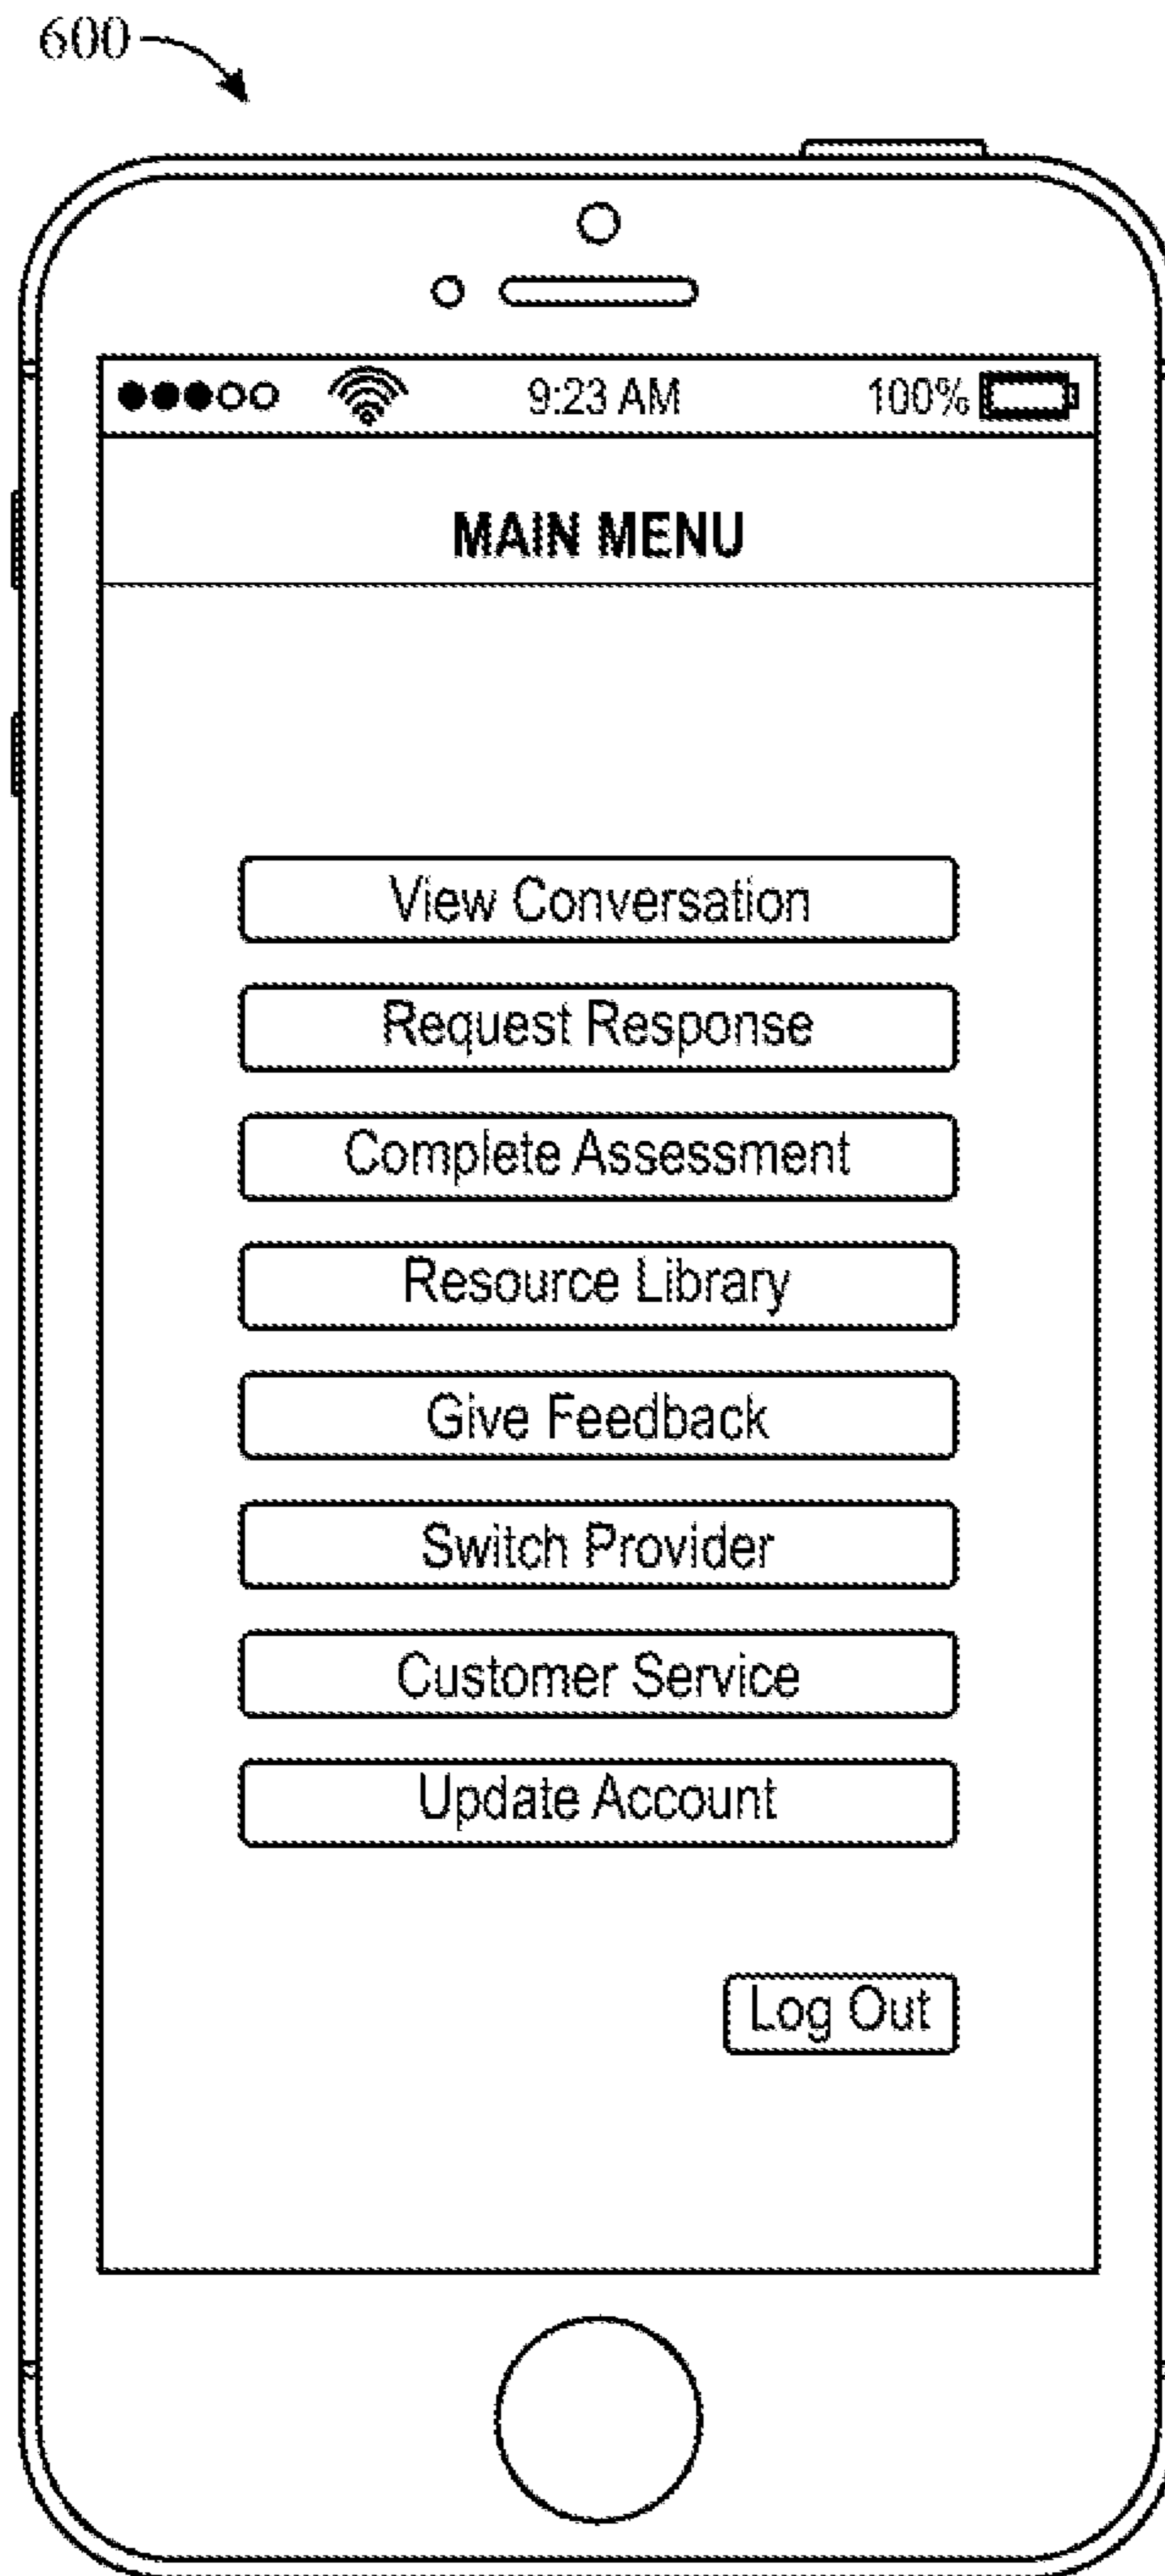 600
9:23 AM 100%
MAIN MENU
View Conversation
Request Response
Complete Assessment
Resource Library
Give Feedback
Switch Provider
Customer Service
Update Account
Log Out